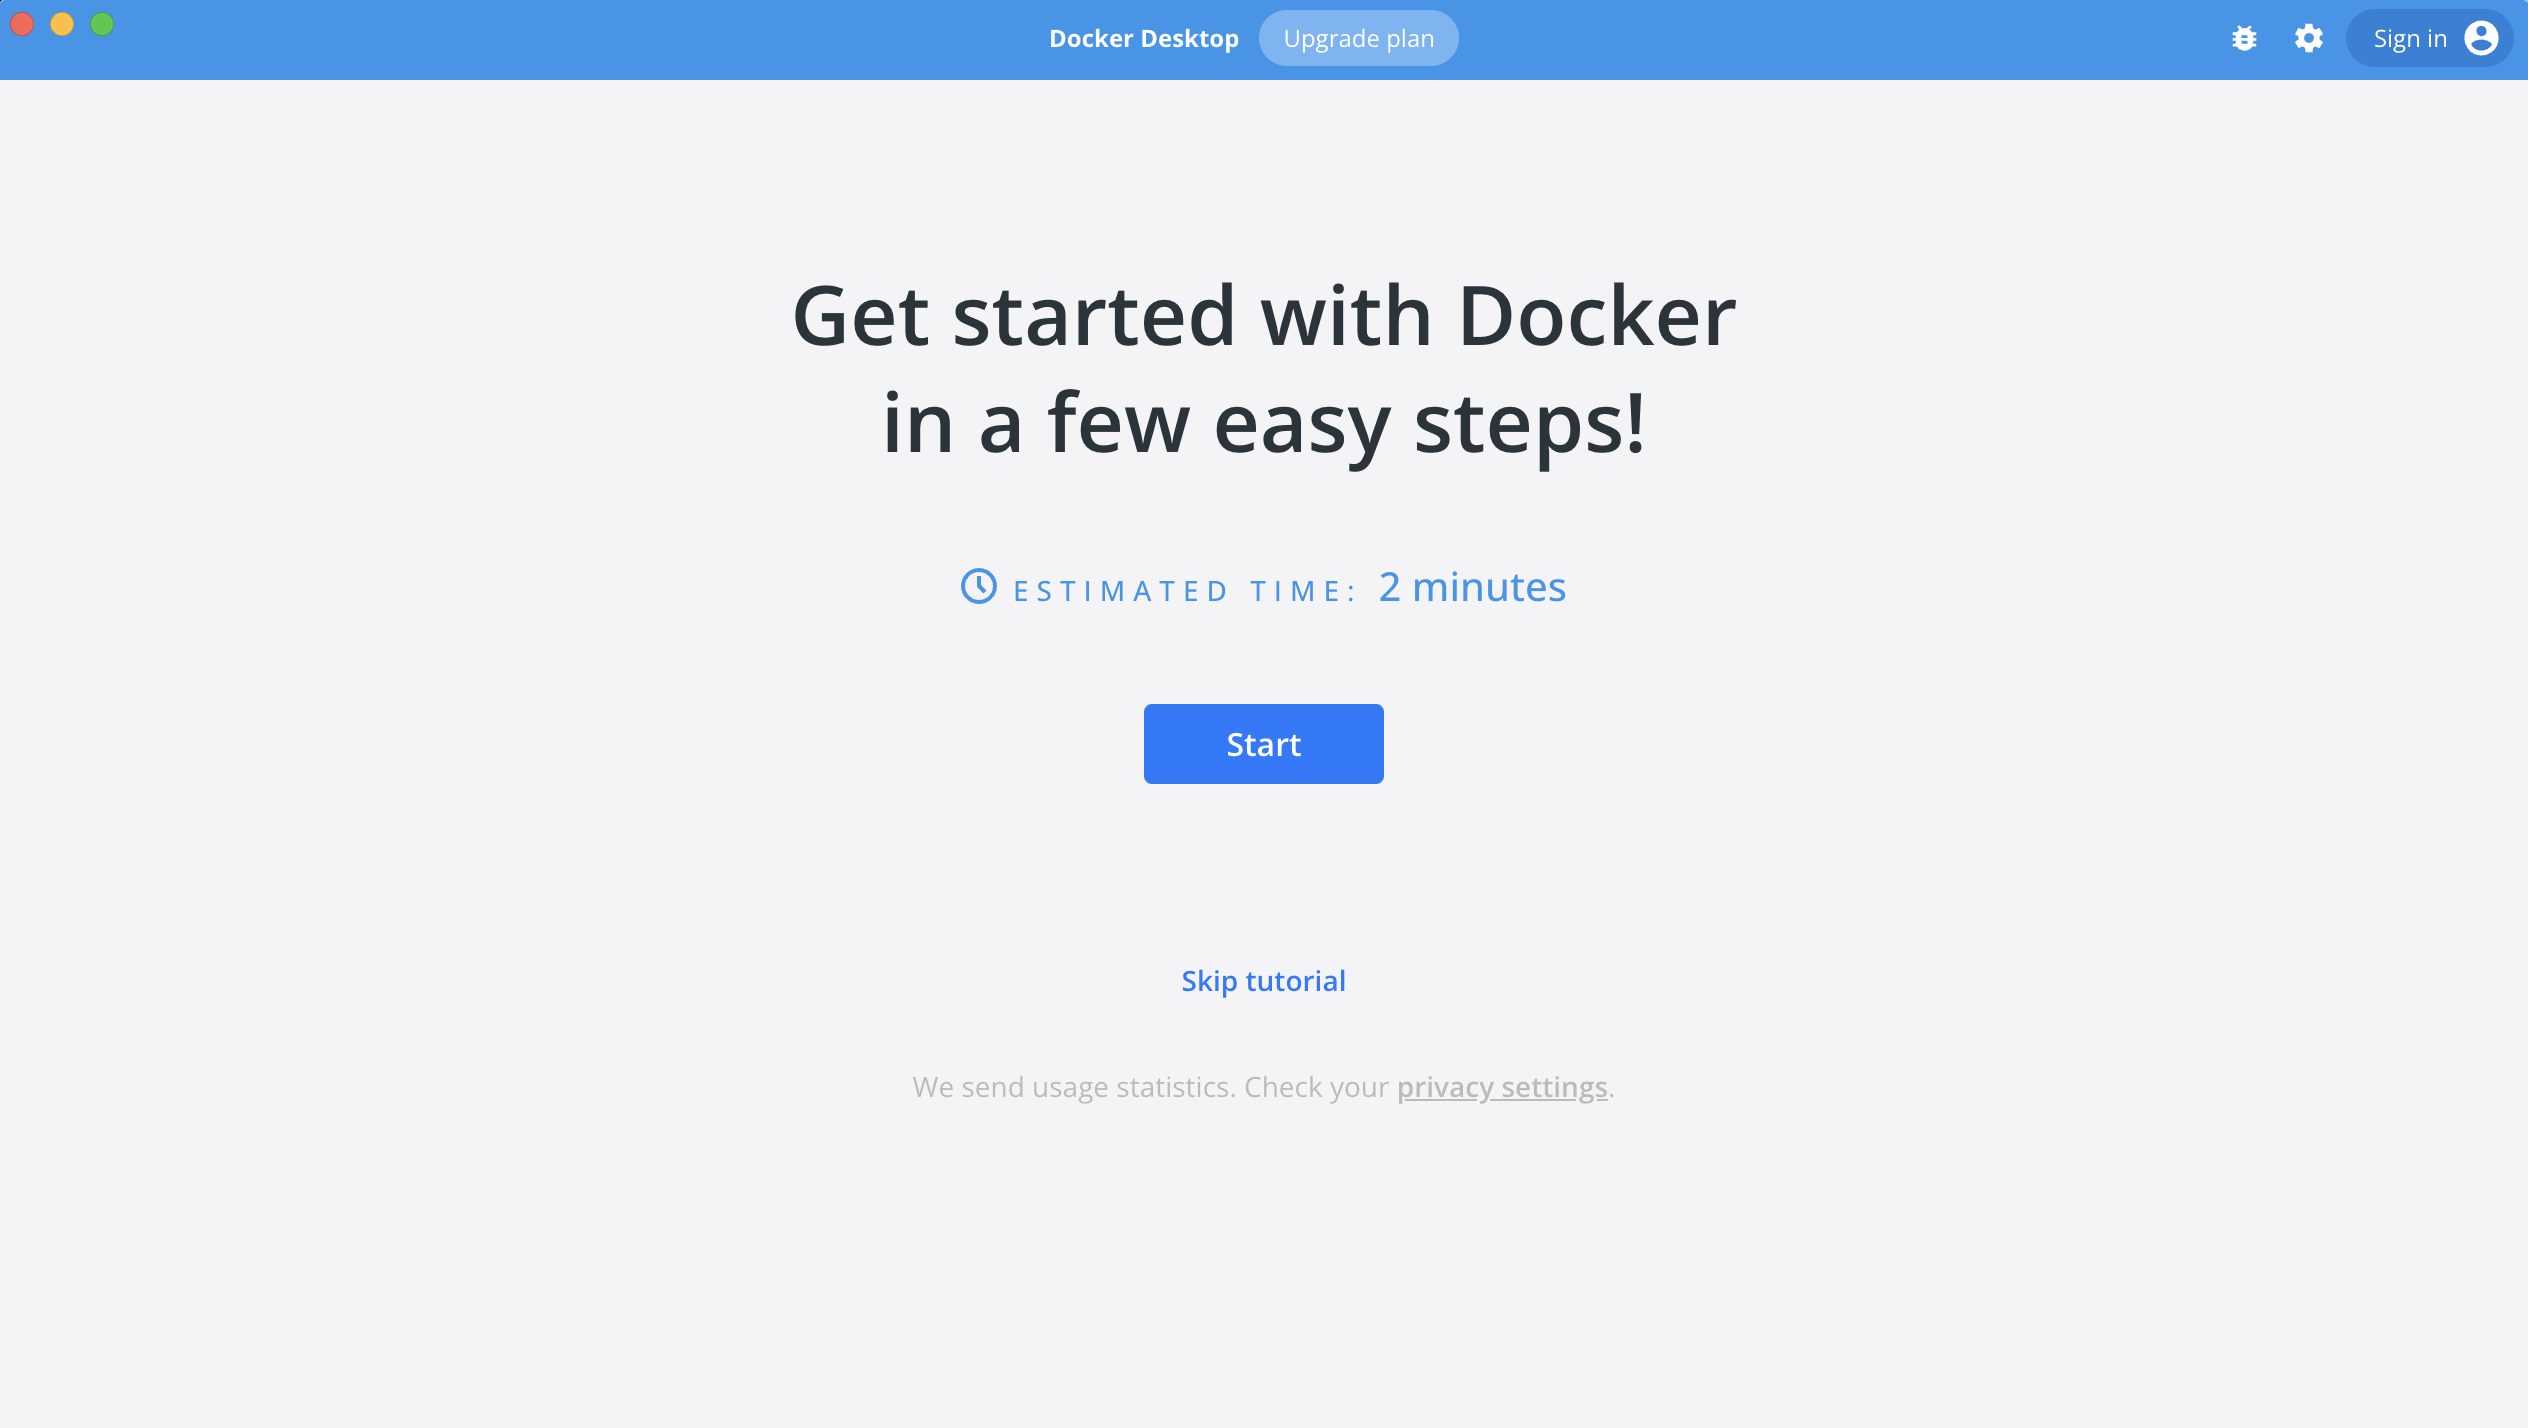 Docker Desktop Upgrade plan Sign in
Get started with Docker
in a few easy steps!
ESTIMATED TIME: 2 minutes
Start
Skip tutorial
We send usage statistics. Check your privacy settings.